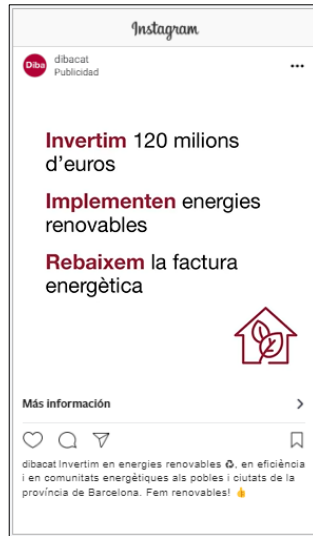 Instagram
Diba
dibacat
Publicidad
Invertim 120 milions
d'euros
Implementen energies
renovables
Rebaixem la factura
energètica
Más información
dibacat Invertim en energies renovables ♻, en eficiència
i en comunitats energètiques als pobles i ciutats de la
província de Barcelona. Fem renovables! 👍